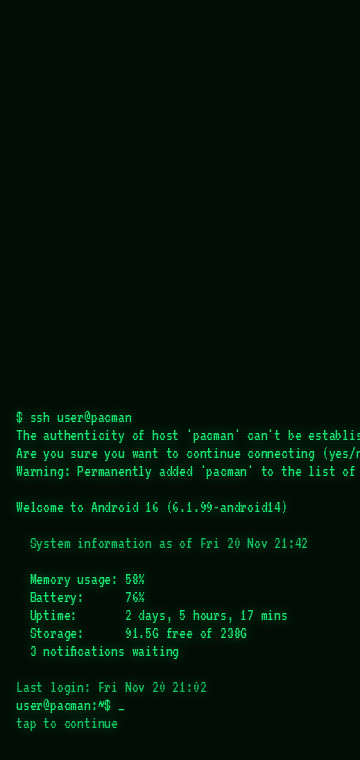 $ ssh user@pacman
The authenticity of host 'pacman' can't be establis
Are you sure you want to continue connecting (yes/n
Warning: Permanently added 'pacman' to the list of
Welcome to Android 16 (6.1.99-android14)
System information as of Fri 20 Nov 21:42
Memory usage: 58%
Battery: 76%
Uptime: 2 days, 5 hours, 17 mins
Storage: 91.5G free of 238G
3 notifications waiting
Last login: Fri Nov 20 21:02
user@pacman:~$ _
tap to continue